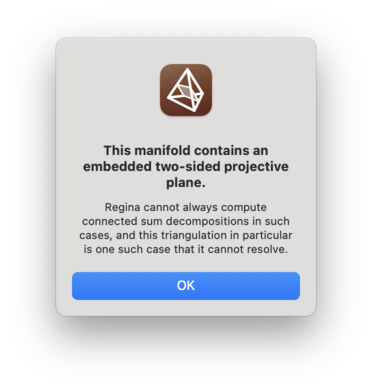 This manifold contains an
embedded two-sided projective
plane.
Regina cannot always compute
connected sum decompositions in such
cases, and this triangulation in particular
is one such case that it cannot resolve.
OK